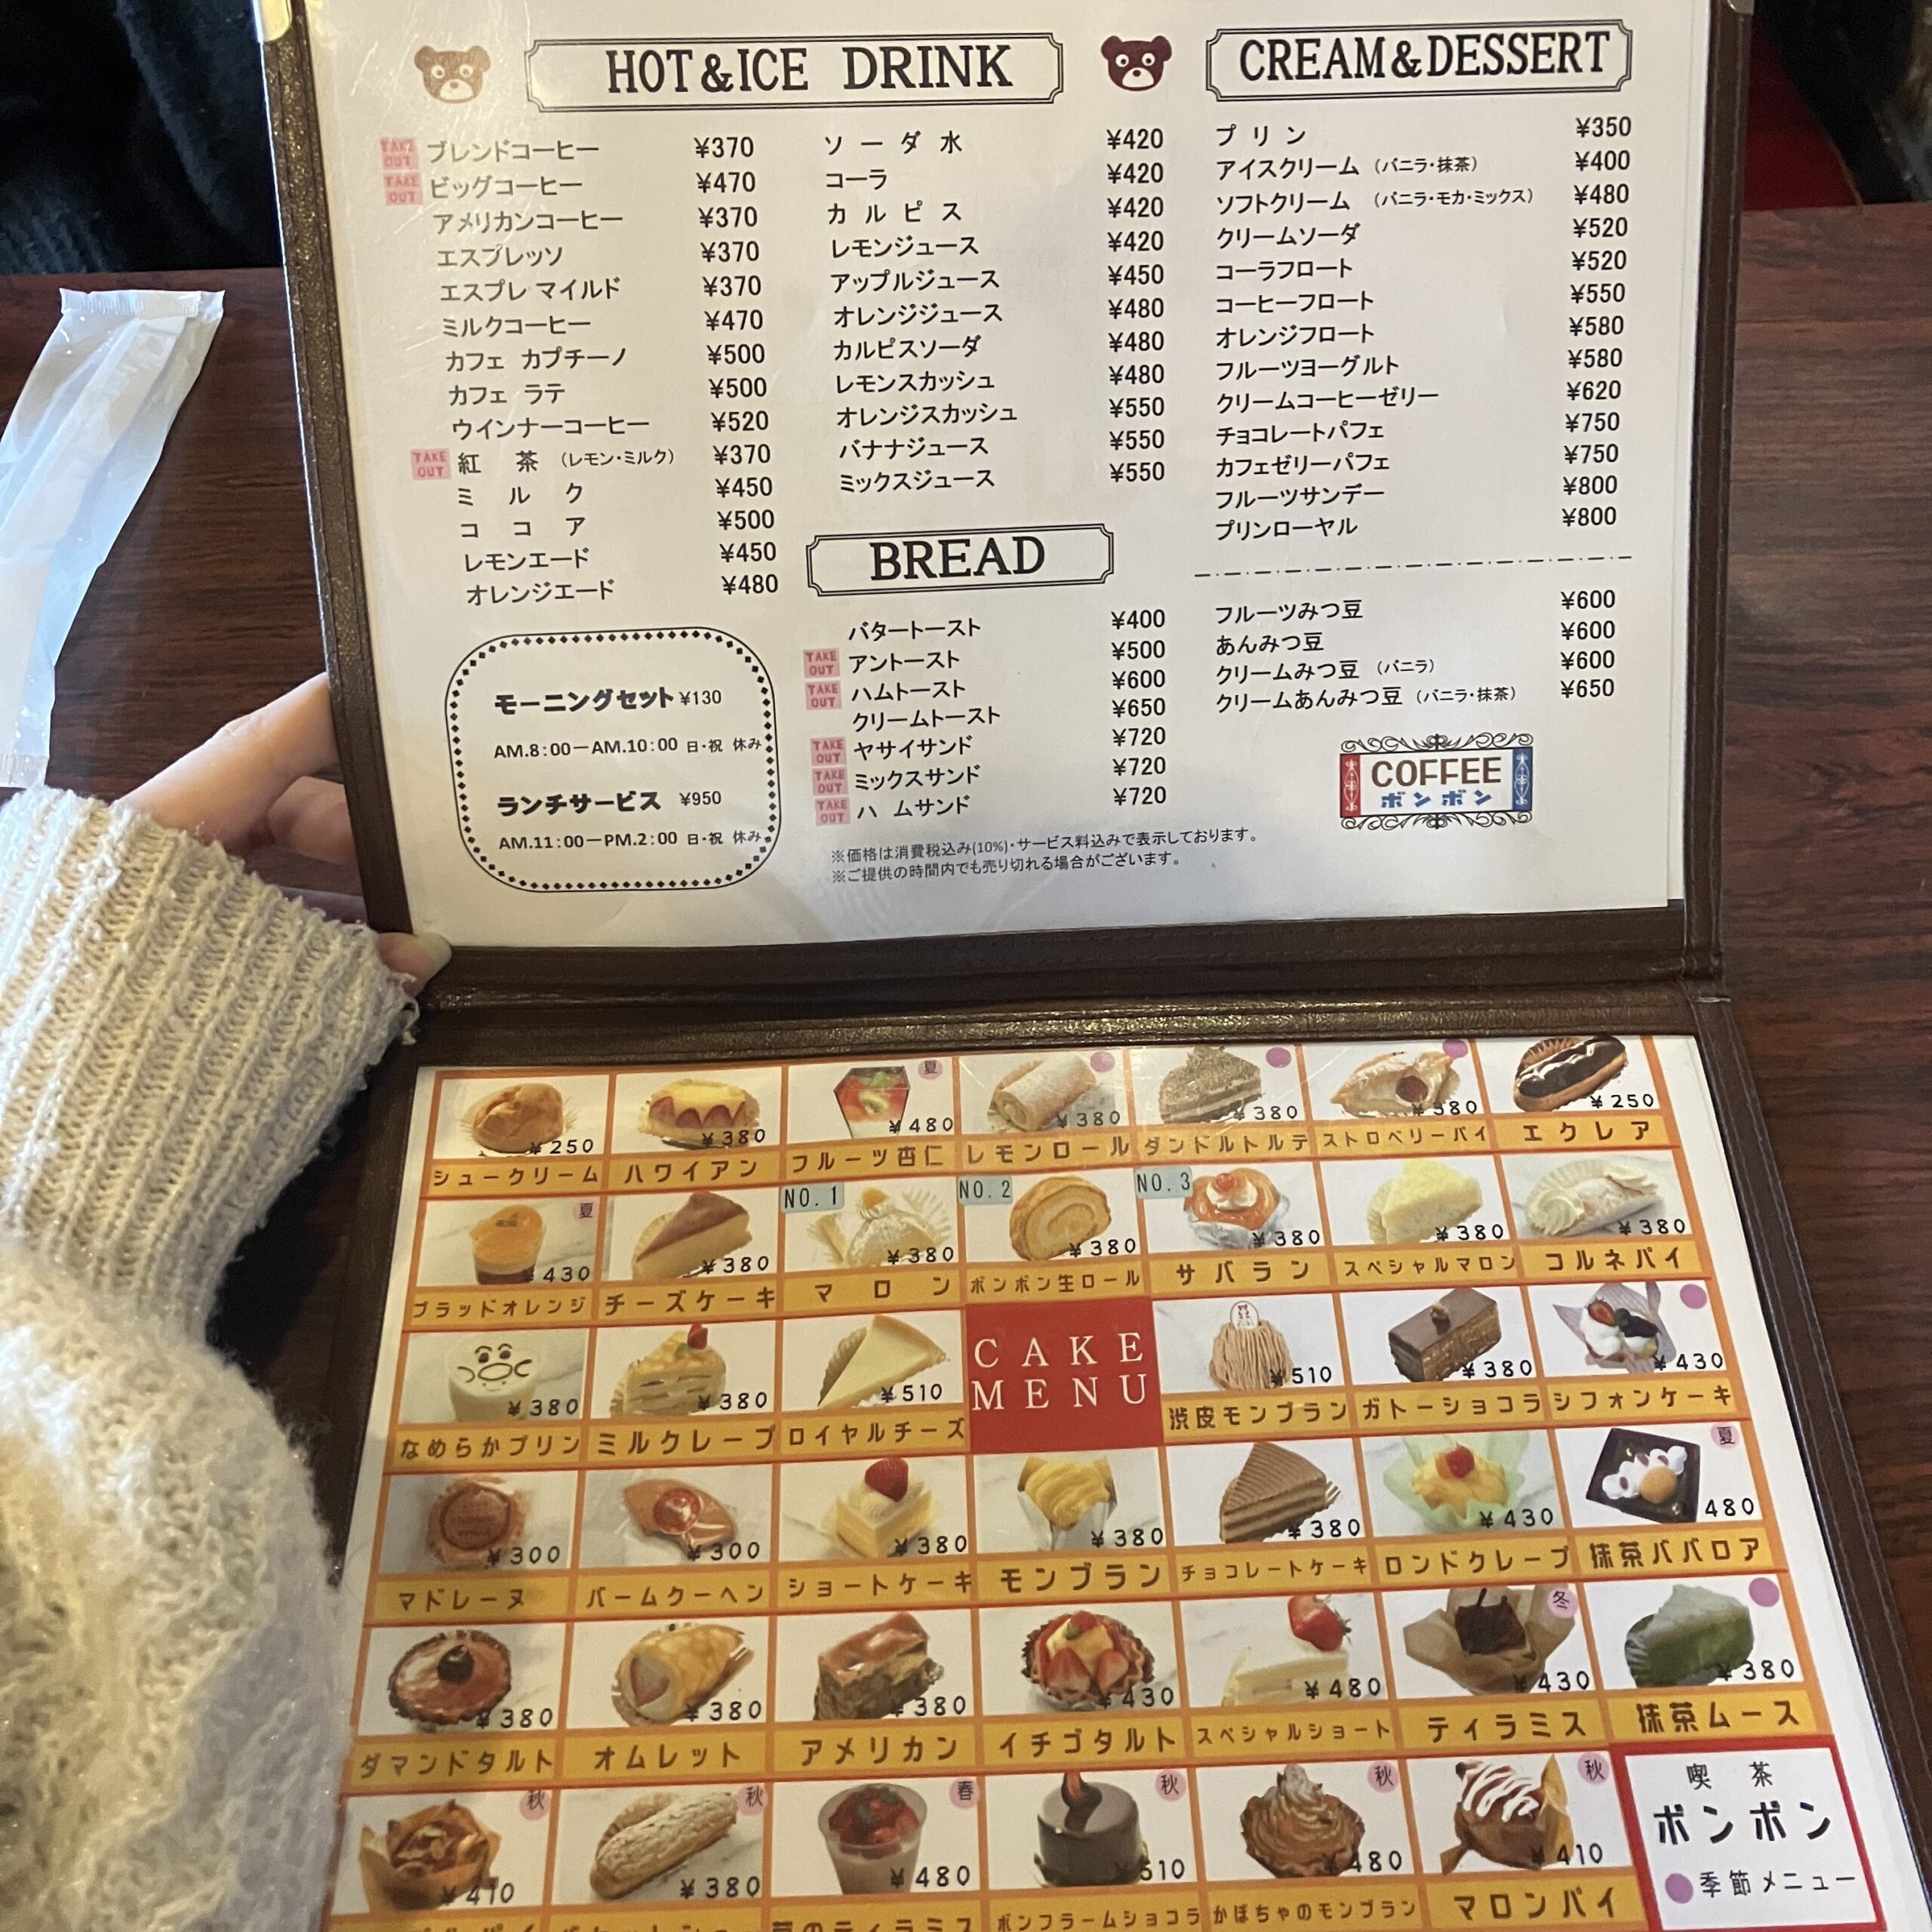 HOT&ICE DRINK
TAKE OUT ブレンドコーヒー ¥370
TAKE OUT ビッグコーヒー ¥470
アメリカンコーヒー ¥370
エスプレッソ ¥370
エスプレ マイルド ¥370
ミルクコーヒー ¥470
カフェ カプチーノ ¥500
カフェ ラテ ¥500
ウインナーコーヒー ¥520
TAKE OUT 紅 茶 (レモン・ミルク) ¥370
ミ ル ク ¥450
コ コ ア ¥500
レモンエード ¥450
オレンジエード ¥480
ソ ー ダ 水 ¥420
コーラ ¥420
カ ル ピ ス ¥420
レモンジュース ¥420
アップルジュース ¥450
オレンジジュース ¥480
カルピスソーダ ¥480
レモンスカッシュ ¥480
オレンジスカッシュ ¥550
バナナジュース ¥550
ミックスジュース ¥550
モーニングセット ¥130
AM.8:00−AM.10:00 日・祝 休み
ランチサービス ¥950
AM.11:00−PM.2:00 日・祝 休み
BREAD
バタートースト ¥400
TAKE OUT アントースト ¥500
TAKE OUT ハムトースト ¥600
クリームトースト ¥650
TAKE OUT ヤサイサンド ¥720
TAKE OUT ミックスサンド ¥720
TAKE OUT ハ ムサンド ¥720
※価格は消費税込み(10%)・サービス料込みで表示しております。
※ご提供の時間内でも売り切れる場合がございます。
CREAM&DESSERT
プ リ ン ¥350
アイスクリーム (バニラ・抹茶) ¥400
ソフトクリーム (バニラ・モカ・ミックス) ¥480
クリームソーダ ¥520
コーラフロート ¥520
コーヒーフロート ¥550
オレンジフロート ¥580
フルーツヨーグルト ¥580
クリームコーヒーゼリー ¥620
チョコレートパフェ ¥750
カフェゼリーパフェ ¥750
フルーツサンデー ¥800
プリンローヤル ¥800
フルーツみつ豆 ¥600
あんみつ豆 ¥600
クリームみつ豆 (バニラ) ¥600
クリームあんみつ豆 (バニラ・抹茶) ¥650
COFFEE
ボンボン
¥250
シュークリーム
¥380
ハワイアン
夏
¥480
フルーツ杏仁
¥380
レモンロール
¥380
ダンドルトルテ
¥380
ストロベリーパイ
¥250
エクレア
夏
¥430
ブラッドオレンジ
¥380
チーズケーキ
NO.1
¥380
マロン
NO.2
¥380
ボンボン生ロール
NO.3
¥380
サバラン
¥380
スペシャルマロン
¥380
コルネパイ
¥380
なめらかプリン
¥380
ミルクレープ
¥510
ロイヤルチーズ
CAKE
MENU
¥510
渋皮モンブラン
¥380
ガトーショコラ
¥430
シフォンケーキ
¥300
マドレーヌ
¥300
バームクーヘン
¥380
ショートケーキ
¥380
モンブラン
¥380
チョコレートケーキ
¥430
ロンドクレープ
夏
480
抹茶ババロア
¥380
ダマンドタルト
¥380
オムレット
¥380
アメリカン
¥430
イチゴタルト
¥480
スペシャルショート
冬
¥430
ティラミス
¥380
抹茶ムース
秋
¥410
秋
¥380
春
¥480
苺のティラミス
秋
¥510
ボンフラームショコラ
秋
¥480
かぼちゃのモンブラン
秋
¥410
マロンパイ
喫 茶
ボンボン
季節メニュー